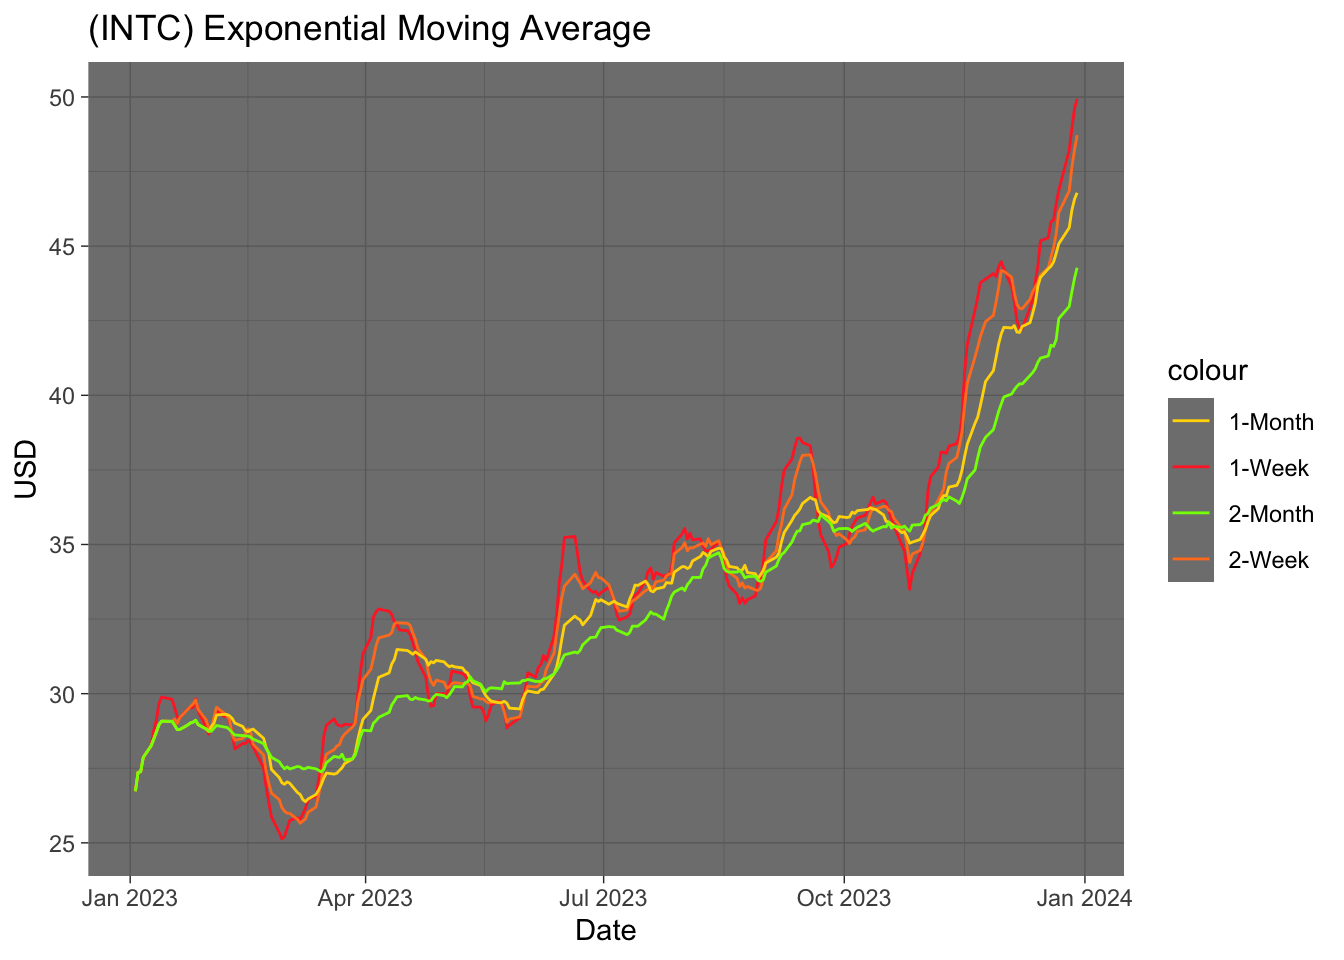 (INTC) Exponential Moving Average
USD
50
45
40
35
30
25
Jan 2023
Apr 2023
Jul 2023
Oct 2023
Jan 2024
Date
colour
1-Month
1-Week
2-Month
2-Week